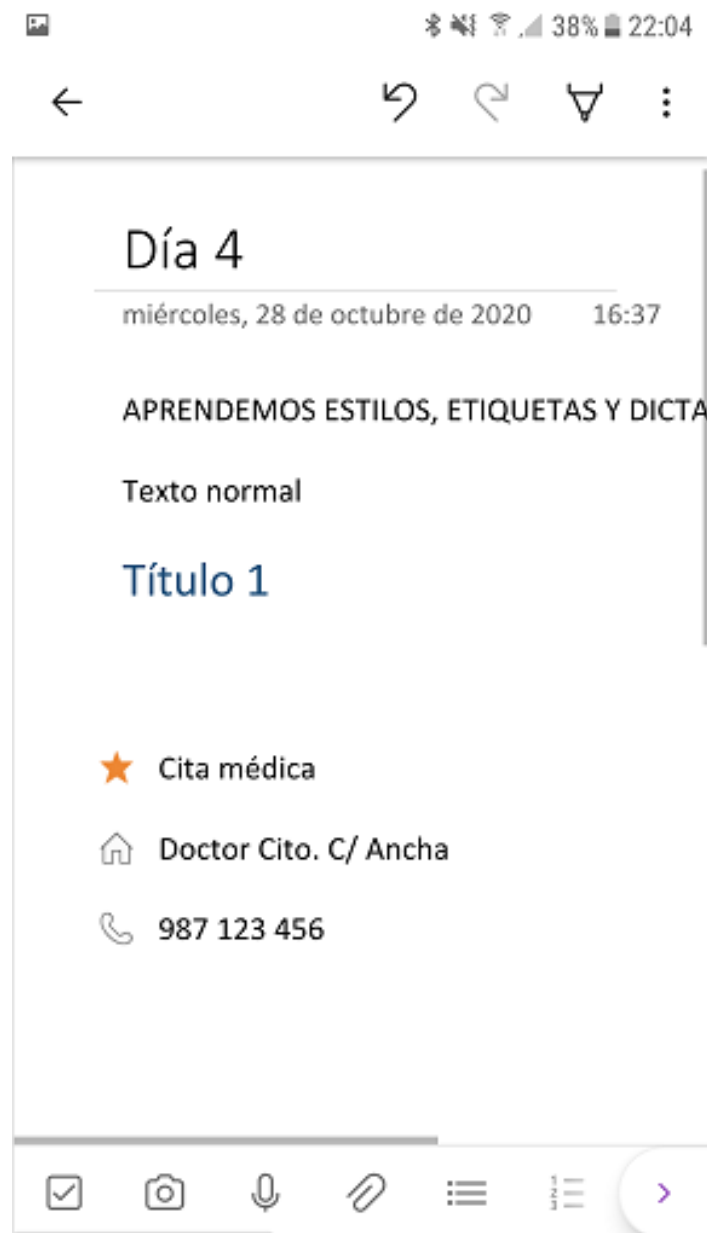 38% 22:04
Día 4
miércoles, 28 de octubre de 2020 16:37
APRENDEMOS ESTILOS, ETIQUETAS Y DICTA
Texto normal
Título 1
Cita médica
Doctor Cito. C/ Ancha
987 123 456